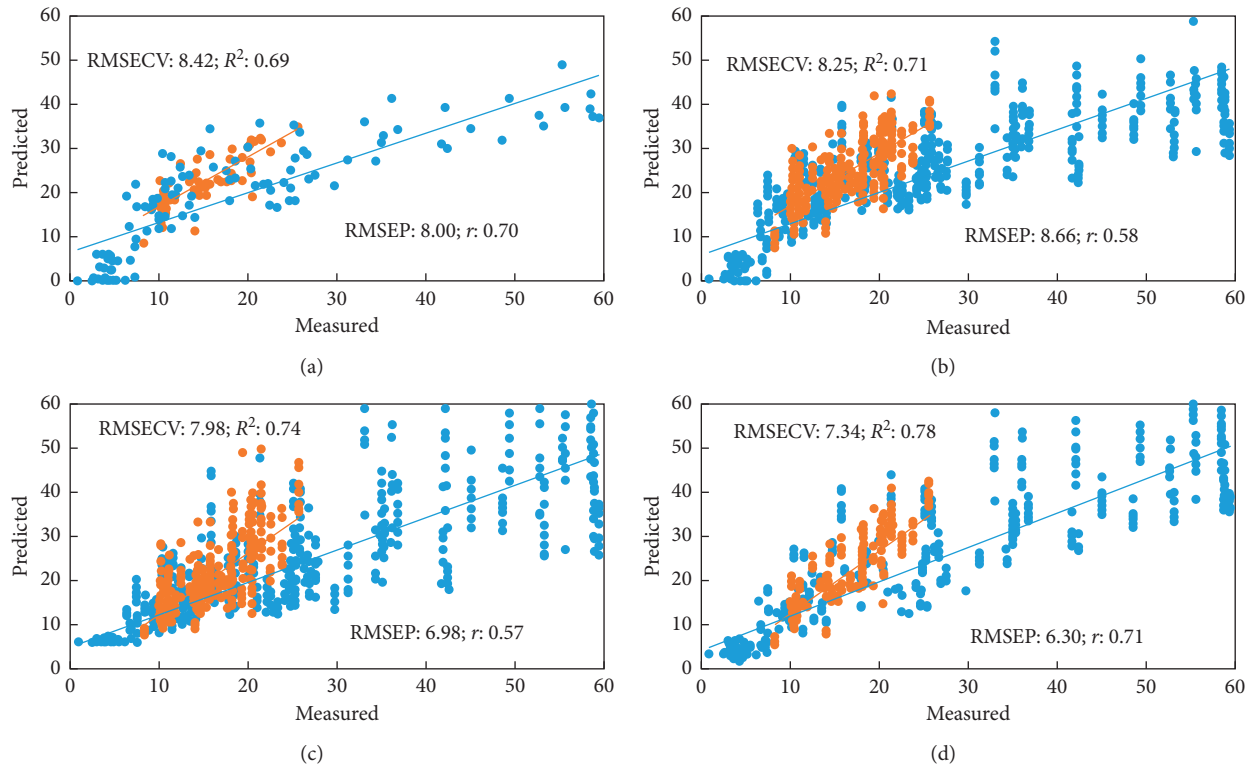 60
50
40
30
20
10
0
Predicted
RMSECV: 8.42; R²: 0.69
RMSEP: 8.00; r: 0.70
0 10 20 30 40 50 60
Measured
(a)
60
50
40
30
20
10
0
Predicted
RMSECV: 8.25; R²: 0.71
RMSEP: 8.66; r: 0.58
0 10 20 30 40 50 60
Measured
(b)
60
50
40
30
20
10
0
Predicted
RMSECV: 7.98; R²: 0.74
RMSEP: 6.98; r: 0.57
0 10 20 30 40 50 60
Measured
(c)
60
50
40
30
20
10
0
Predicted
RMSECV: 7.34; R²: 0.78
RMSEP: 6.30; r: 0.71
0 10 20 30 40 50 60
Measured
(d)